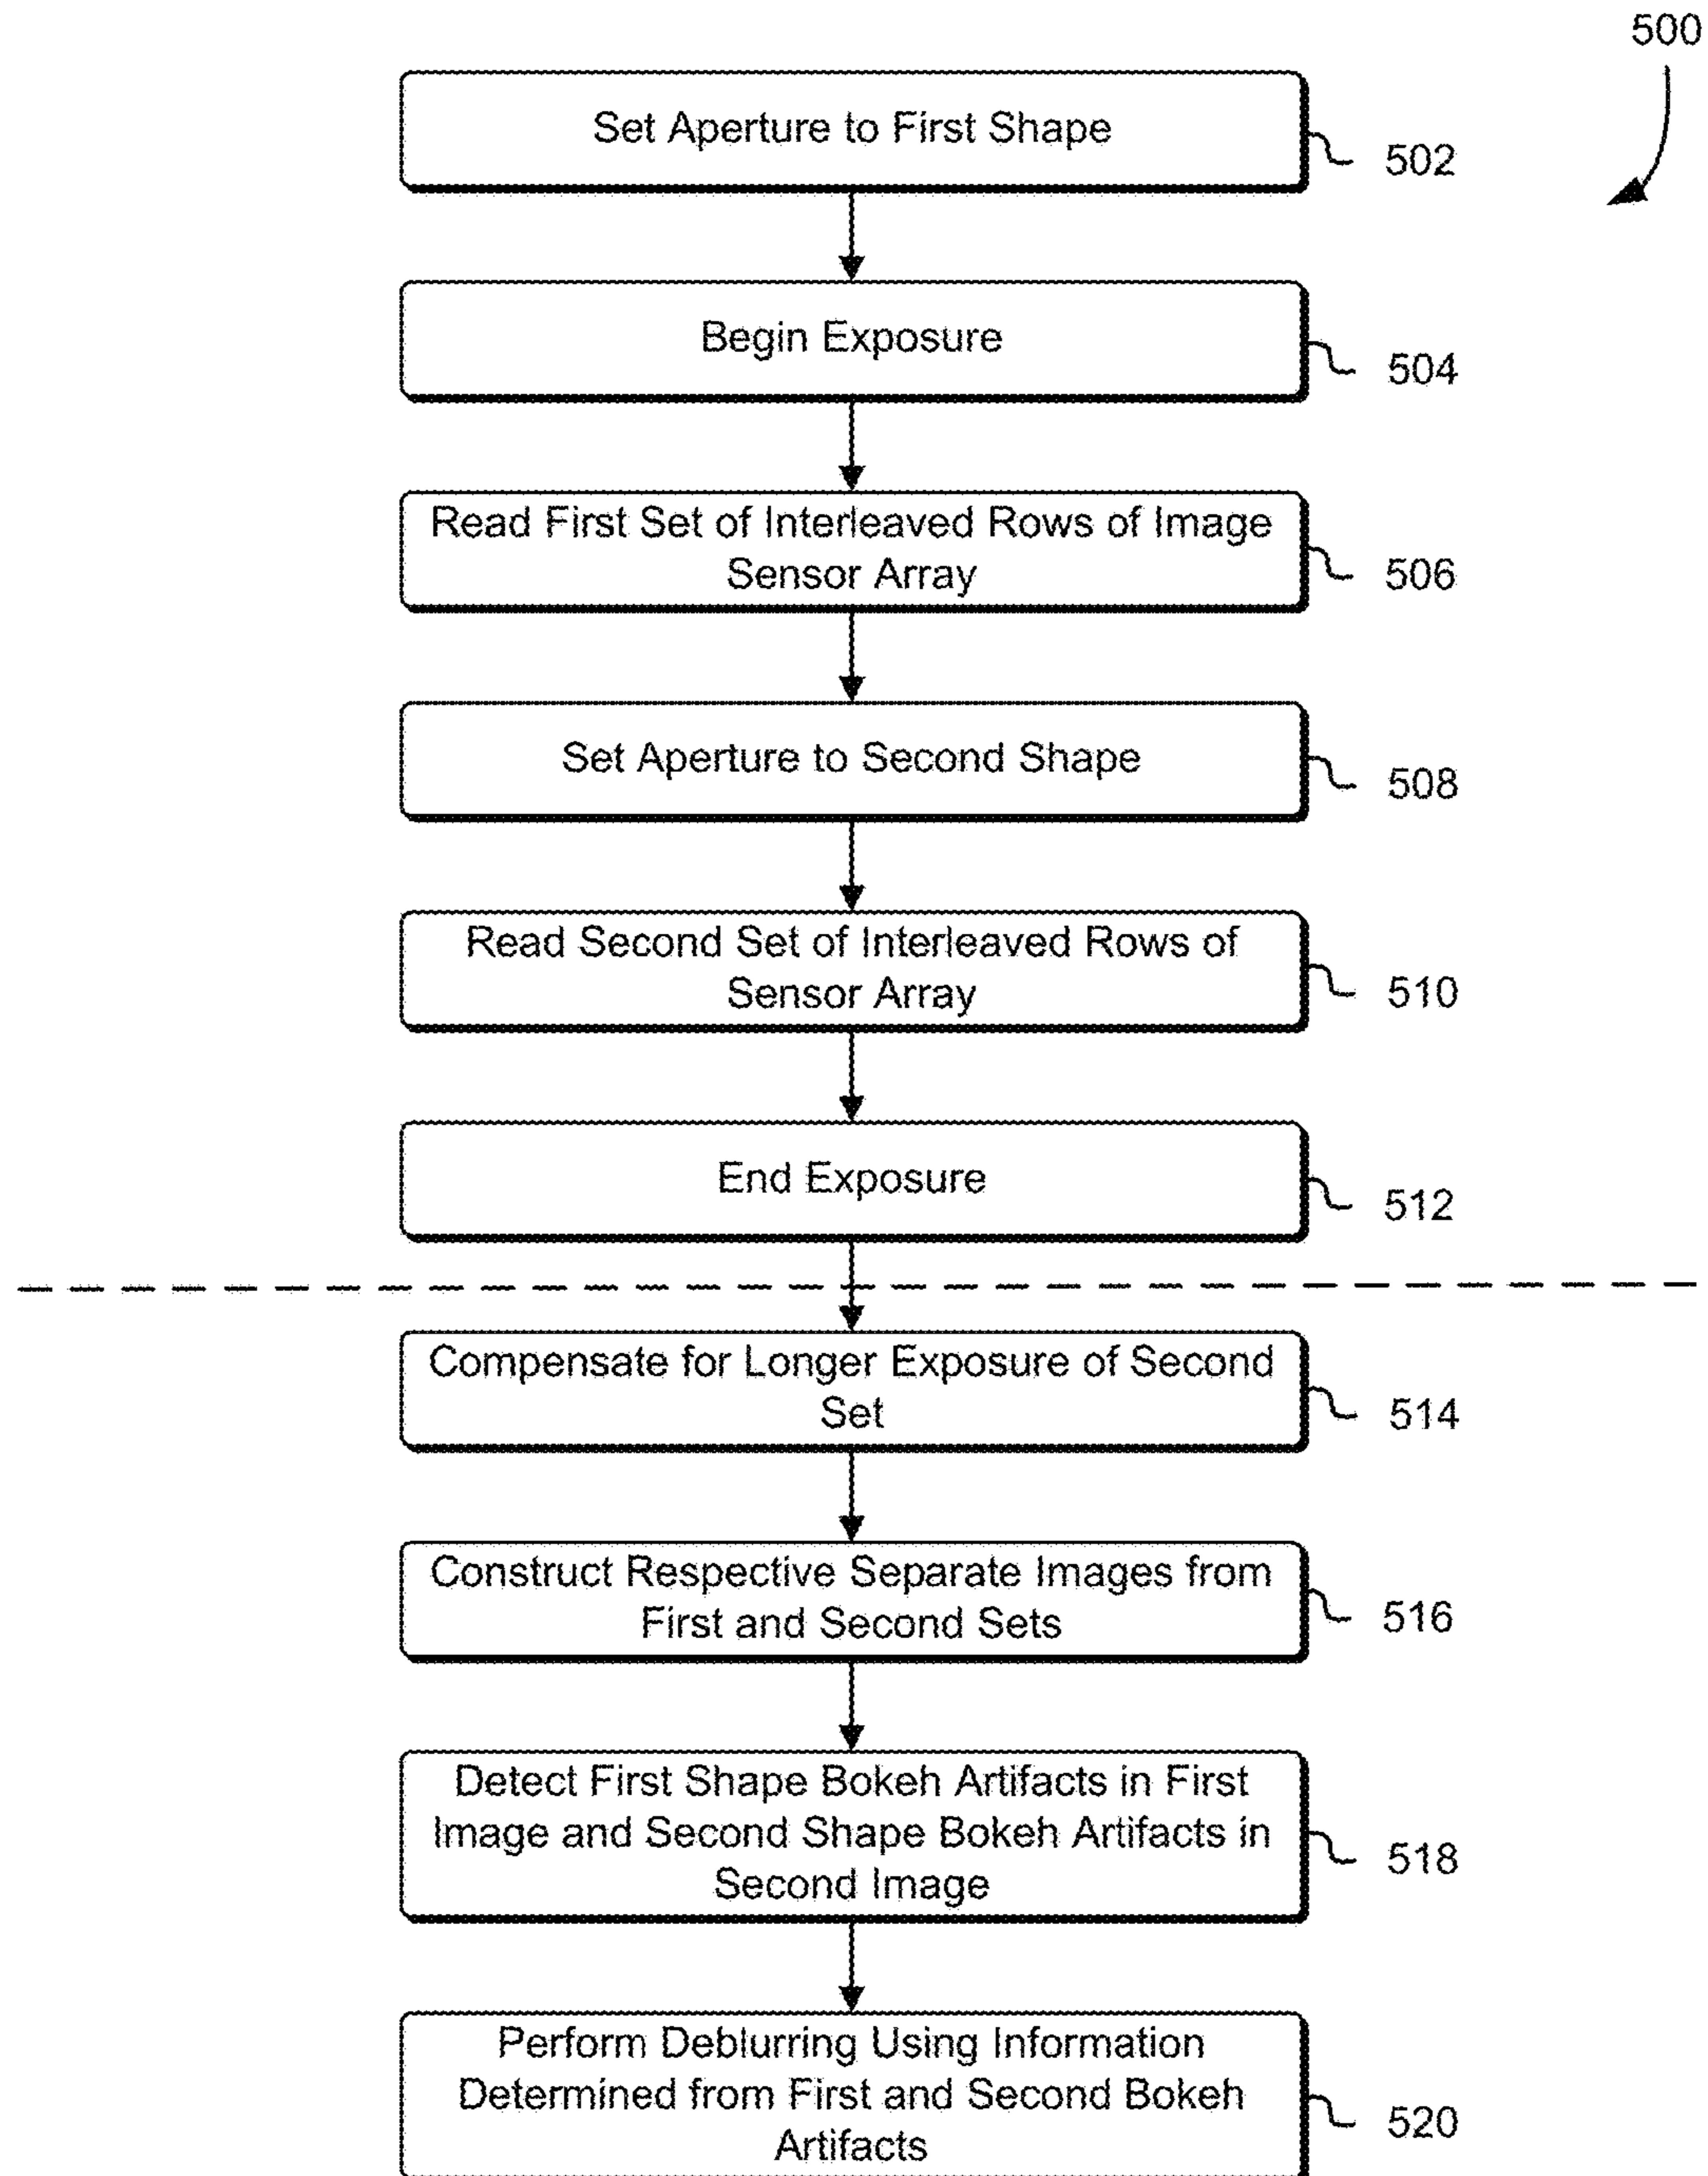 500
Set Aperture to First Shape
502
Begin Exposure
504
Read First Set of Interleaved Rows of Image
Sensor Array
506
Set Aperture to Second Shape
508
Read Second Set of Interleaved Rows of
Sensor Array
510
End Exposure
512
Compensate for Longer Exposure of Second
Set
514
Construct Respective Separate Images from
First and Second Sets
516
Detect First Shape Bokeh Artifacts in First
Image and Second Shape Bokeh Artifacts in
Second Image
518
Perform Deblurring Using Information
Determined from First and Second Bokeh
Artifacts
520